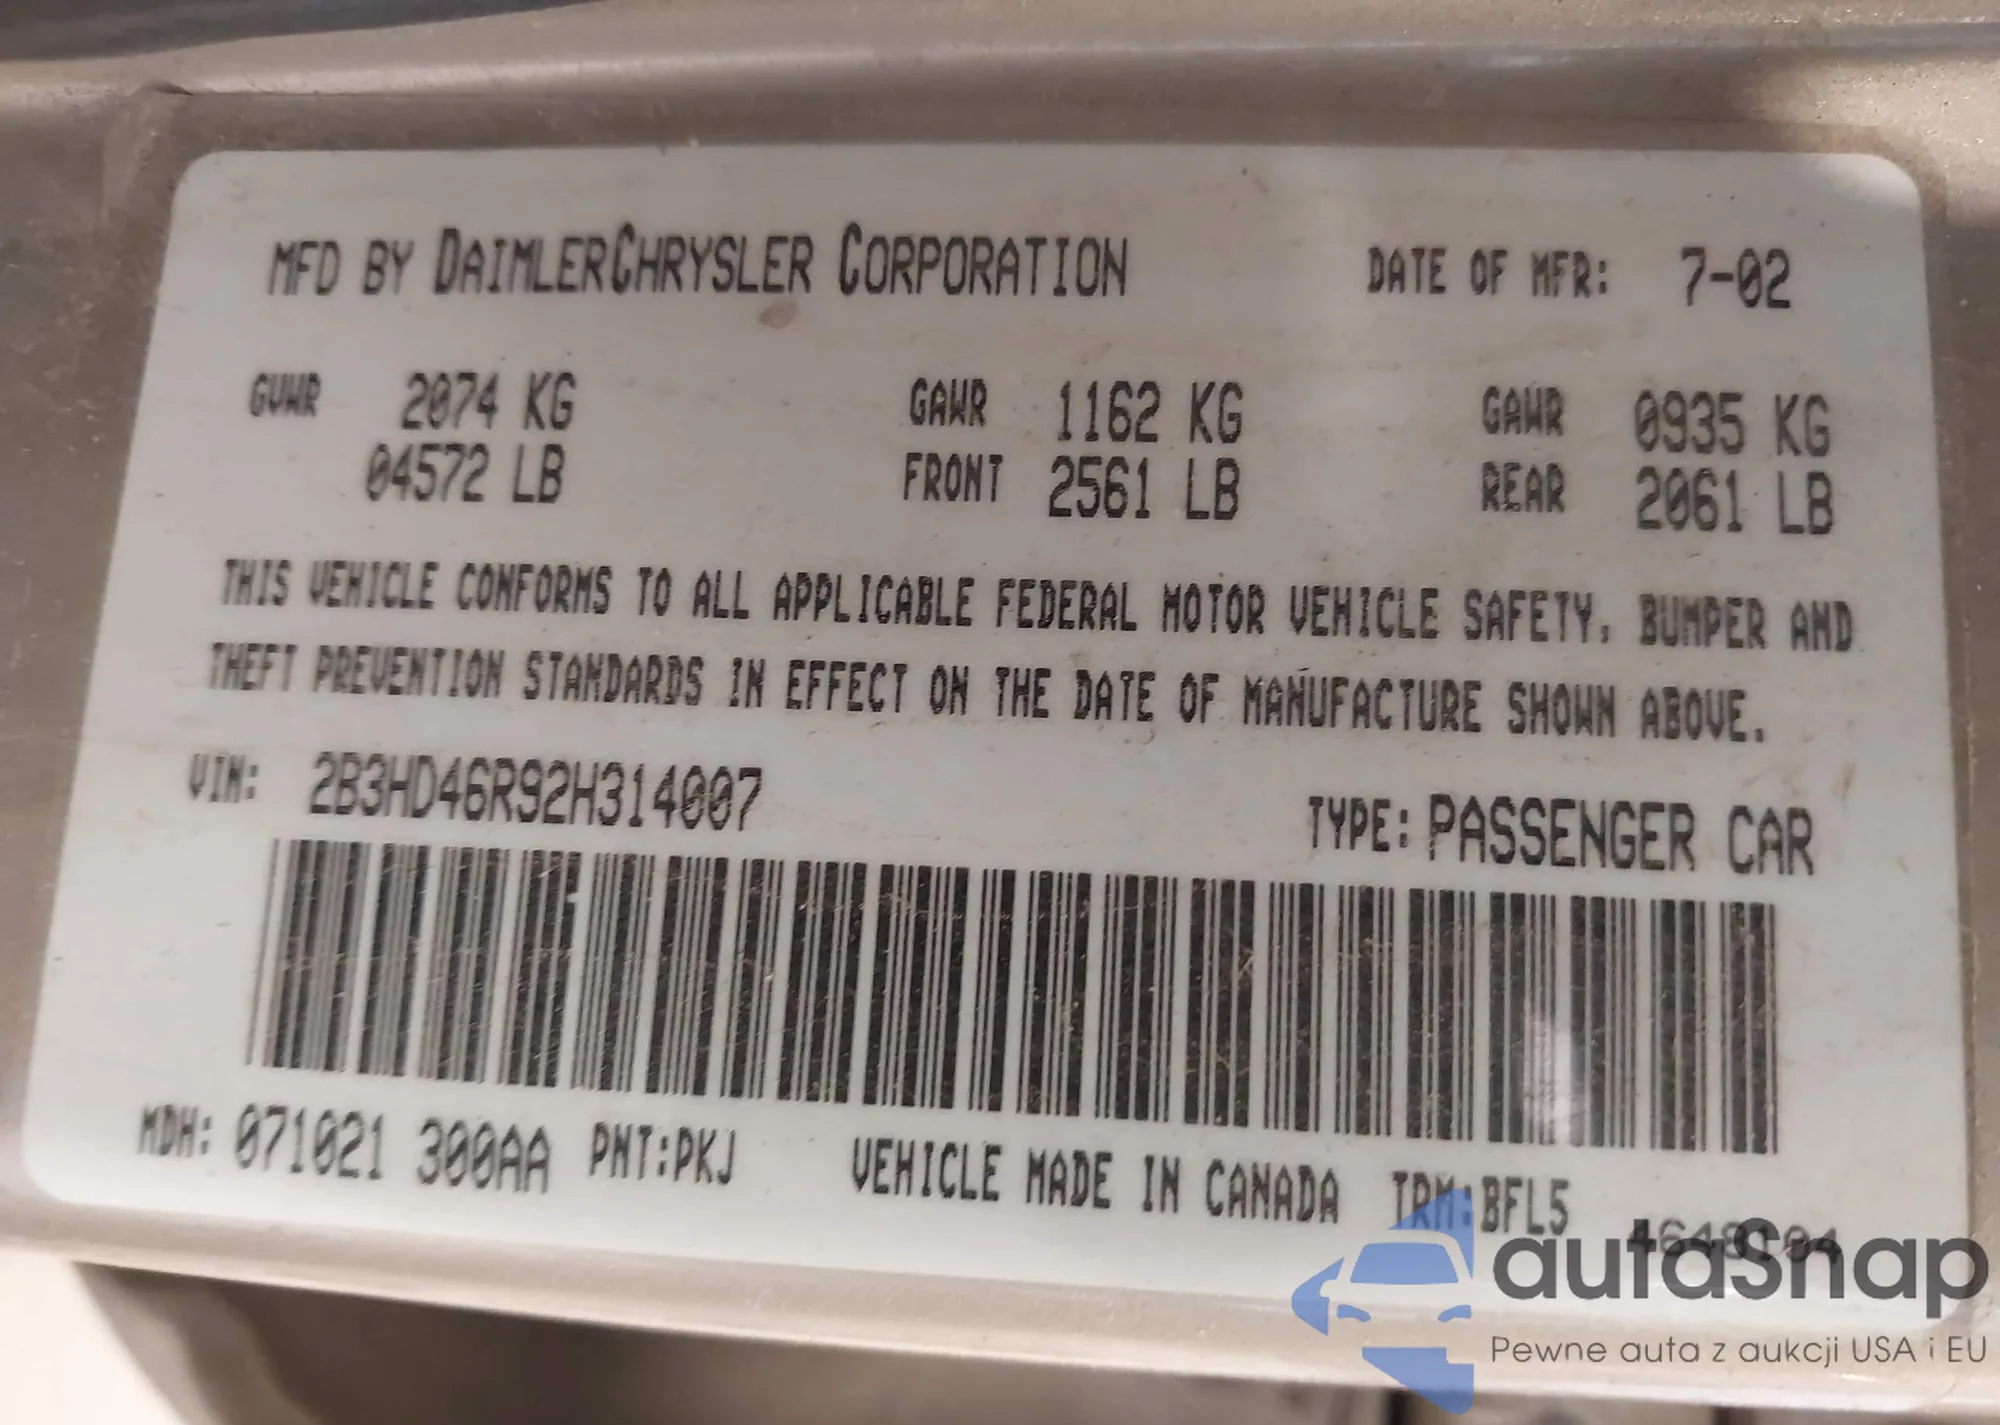 MFD BY DAIMLERCHRYSLER CORPORATION DATE OF MFR: 7-02
GVWR 2074 KG GAWR 1162 KG GAWR 0935 KG
04572 LB FRONT 2561 LB REAR 2061 LB
THIS VEHICLE CONFORMS TO ALL APPLICABLE FEDERAL MOTOR VEHICLE SAFETY, BUMPER AND
THEFT PREVENTION STANDARDS IN EFFECT ON THE DATE OF MANUFACTURE SHOWN ABOVE.
VIN: 2B3HD46R92H314007 TYPE: PASSENGER CAR
MDH: 071021 300AA PNT:PKJ VEHICLE MADE IN CANADA TRM:BFL5
autaSnap
Pewne auta z aukcji USA i EU